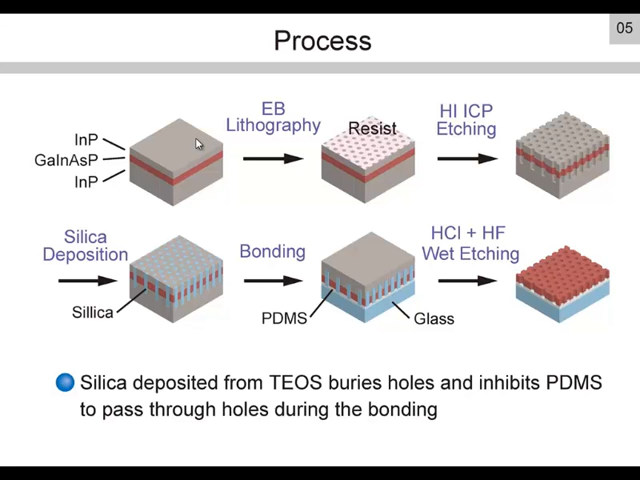 05
Process
EB
Lithography
HI ICP
Etching
Resist
InP
GaInAsP
InP
Silica
Deposition
Bonding
HCl + HF
Wet Etching
Sillica
PDMS
Glass
Silica deposited from TEOS buries holes and inhibits PDMS
to pass through holes during the bonding